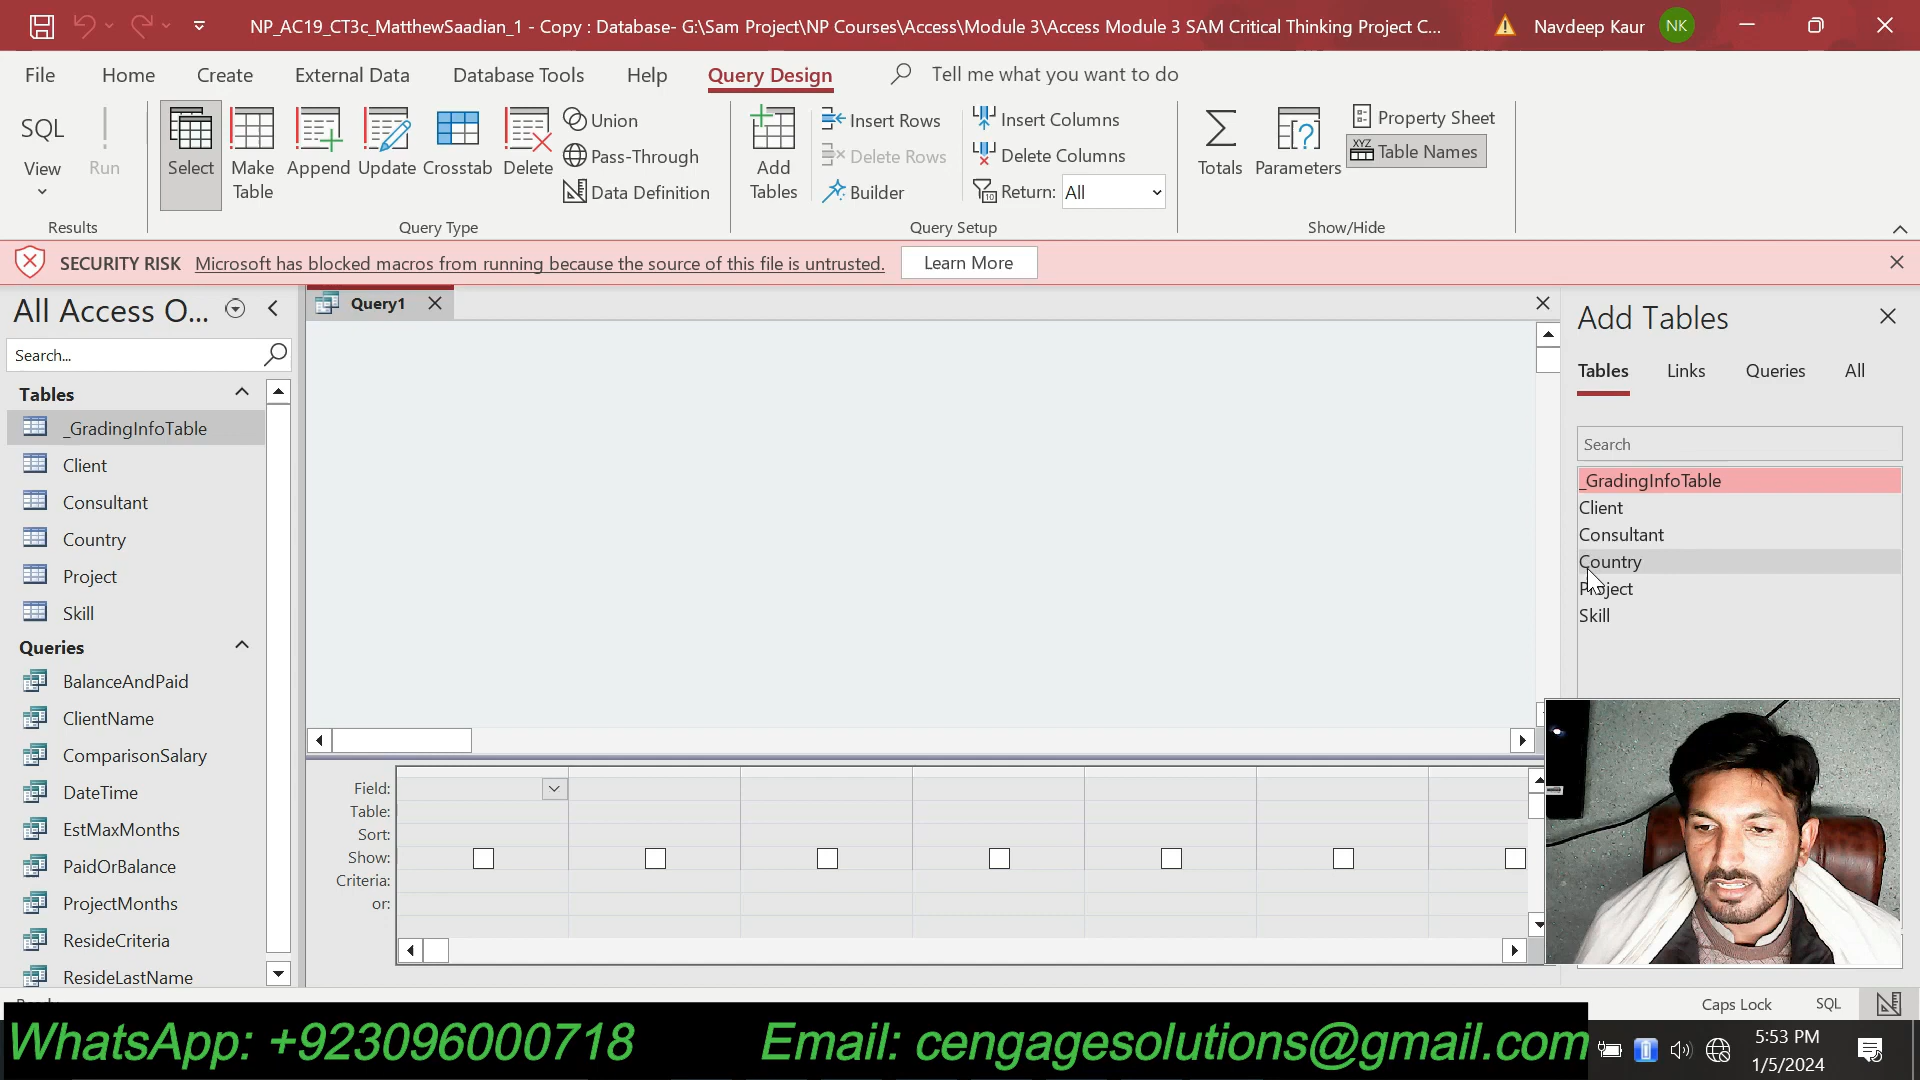 NP_AC19_CT3c_MatthewSaadian_1 - Copy : Database- G:\Sam Project\NP Courses\Access\Module 3\Access Module 3 SAM Critical Thinking Project C...
Navdeep Kaur
NK
File
Home
Create
External Data
Database Tools
Help
Query Design
Tell me what you want to do
SQL
View
Run
Select
Make Table
Append
Update
Crosstab
Delete
Union
Pass-Through
Data Definition
Add Tables
Insert Rows
Delete Rows
Builder
Insert Columns
Delete Columns
Return: All
Totals
Parameters
Property Sheet
Table Names
Results
Query Type
Query Setup
Show/Hide
SECURITY RISK Microsoft has blocked macros from running because the source of this file is untrusted.
Learn More
All Access O...
Search...
Tables
_GradingInfoTable
Client
Consultant
Country
Project
Skill
Queries
BalanceAndPaid
ClientName
ComparisonSalary
DateTime
EstMaxMonths
PaidOrBalance
ProjectMonths
ResideCriteria
ResideLastName
Query1
Field:
Table:
Sort:
Show:
Criteria:
or:
Add Tables
Tables
Links
Queries
All
Search
_GradingInfoTable
Client
Consultant
Country
Project
Skill
Caps Lock
SQL
WhatsApp: +923096000718
Email: cengagesolutions@gmail.com
5:53 PM
1/5/2024